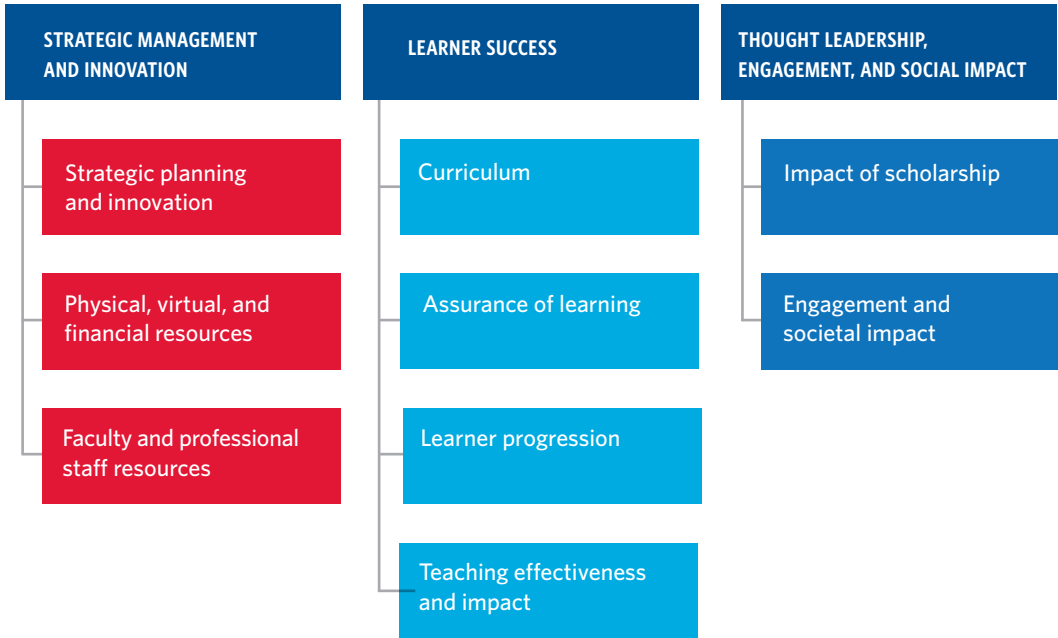 STRATEGIC MANAGEMENT
AND INNOVATION
Strategic planning
and innovation
Physical, virtual, and
financial resources
Faculty and professional
staff resources
LEARNER SUCCESS
Curriculum
Assurance of learning
Learner progression
Teaching effectiveness
and impact
THOUGHT LEADERSHIP,
ENGAGEMENT, AND SOCIAL IMPACT
Impact of scholarship
Engagement and
societal impact